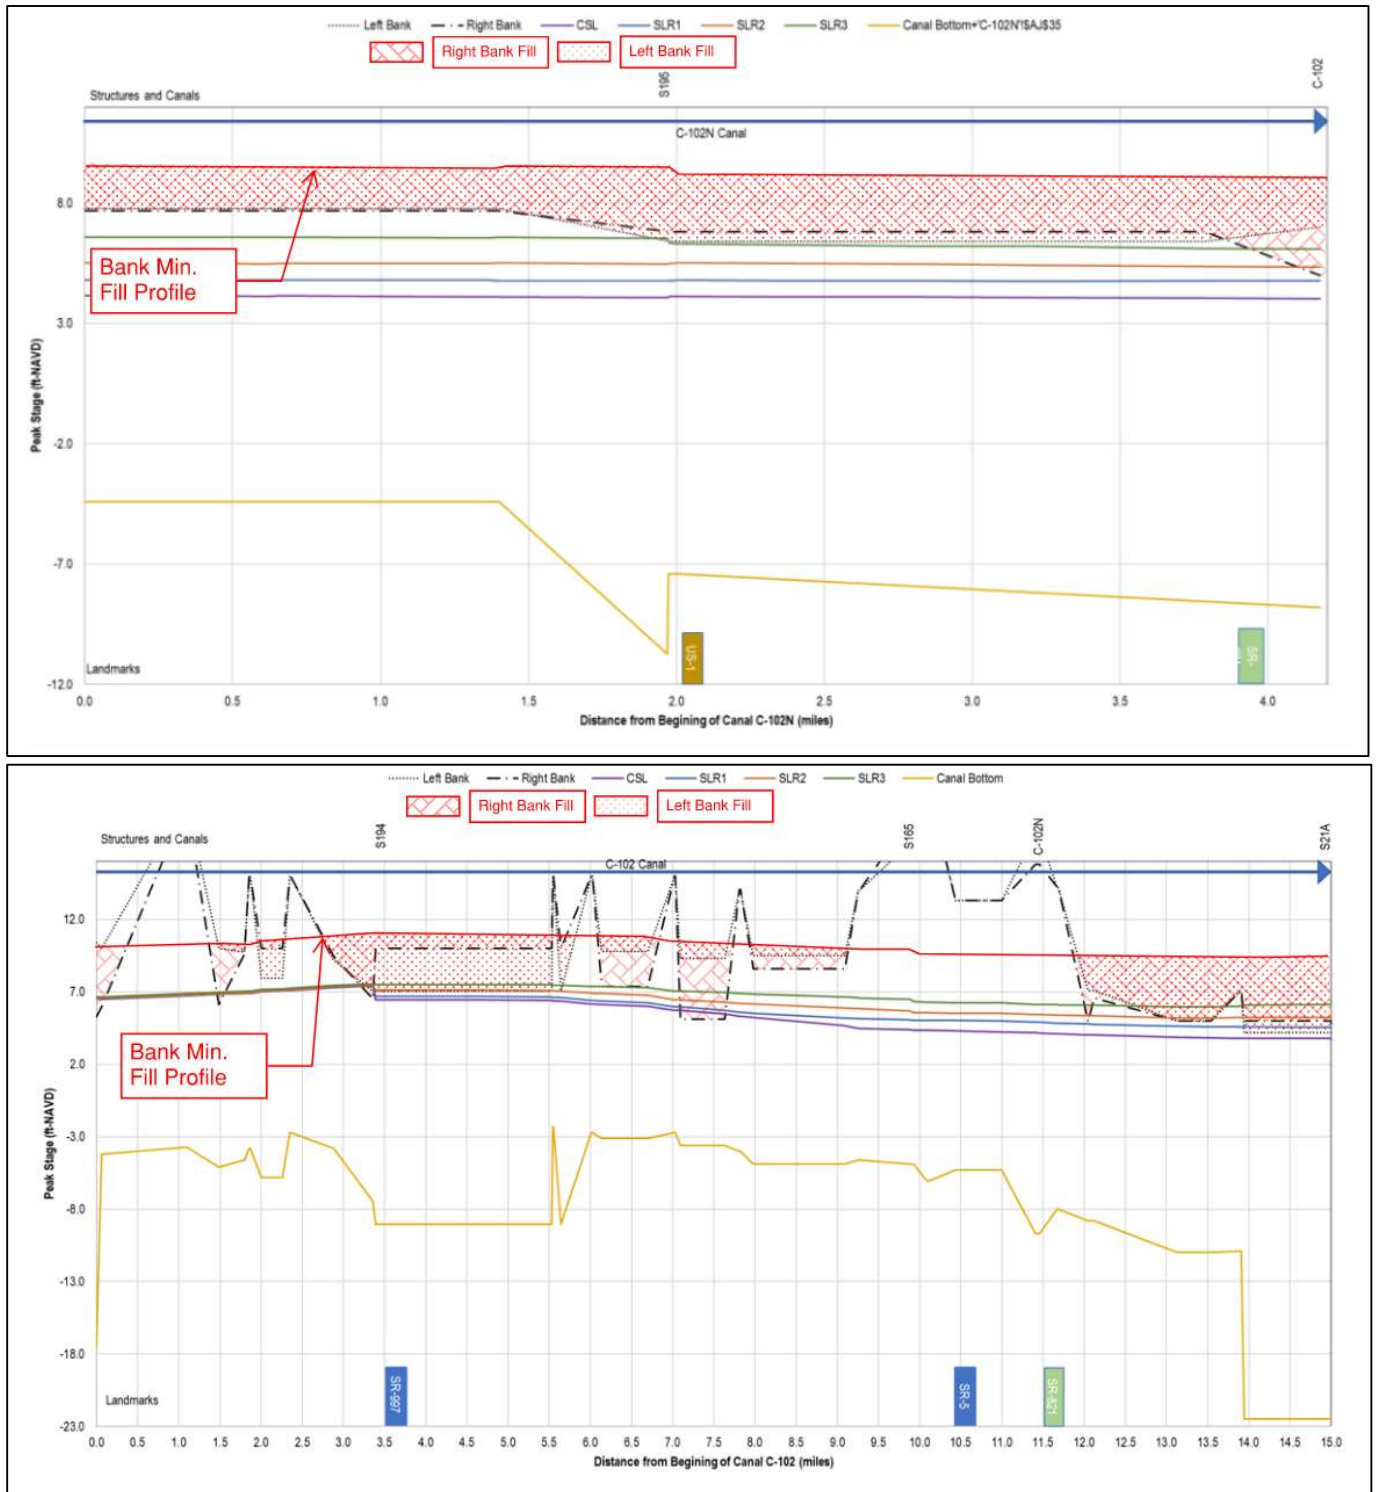 Left Bank Right Bank CSL SLR1 SLR2 SLR3 Canal Bottom+'C-102N'!$AJ$35
Right Bank Fill Left Bank Fill
Structures and Canals
S195
C-102
C-102N Canal
8.0
Bank Min.
Fill Profile
3.0
Peak Stage (ft-NAVD)
-2.0
-7.0
US-1
SR-
Landmarks
-12.0
0.0 0.5 1.0 1.5 2.0 2.5 3.0 3.5 4.0
Distance from Begining of Canal C-102N (miles)
Left Bank Right Bank CSL SLR1 SLR2 SLR3 Canal Bottom
Right Bank Fill Left Bank Fill
Structures and Canals
S194
S165
C-102N
S21A
C-102 Canal
12.0
7.0
Bank Min.
Fill Profile
2.0
Peak Stage (ft-NAVD)
-3.0
-8.0
-13.0
-18.0
SR-997
SR-5
SR-821
Landmarks
-23.0
0.0 0.5 1.0 1.5 2.0 2.5 3.0 3.5 4.0 4.5 5.0 5.5 6.0 6.5 7.0 7.5 8.0 8.5 9.0 9.5 10.0 10.5 11.0 11.5 12.0 12.5 13.0 13.5 14.0 14.5 15.0
Distance from Begining of Canal C-102 (miles)